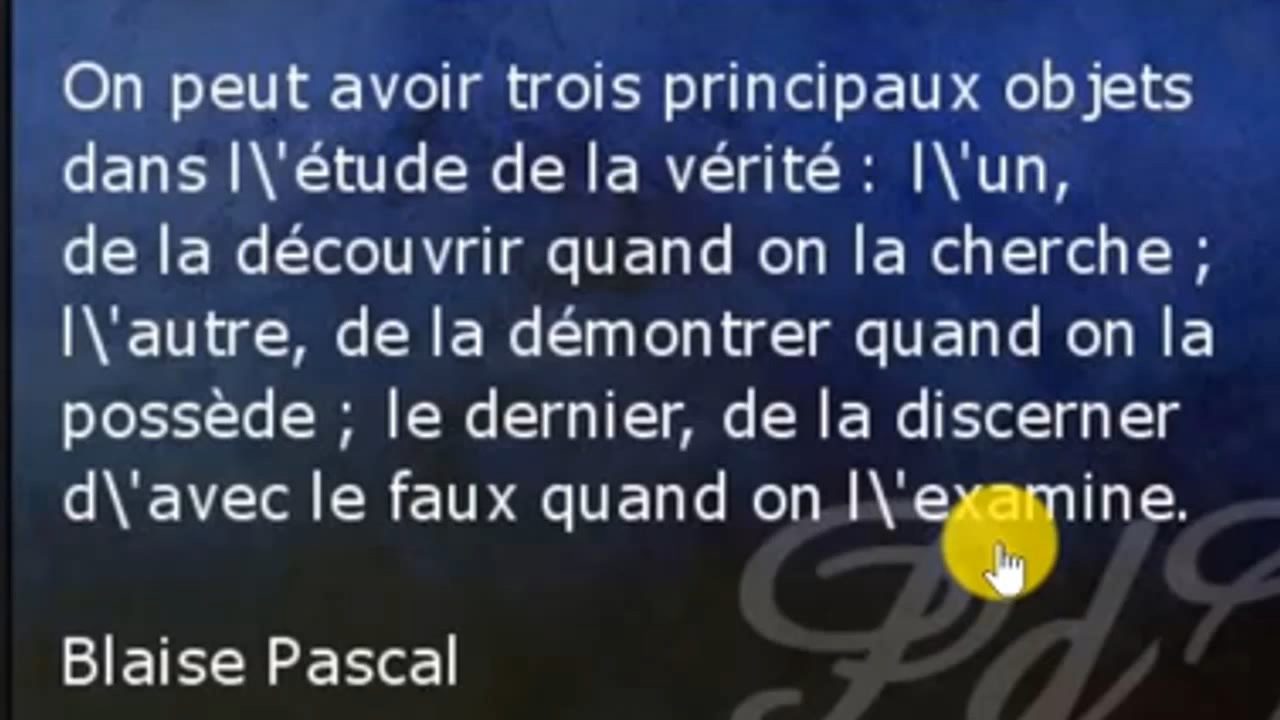 On peut avoir trois principaux objets
dans l\'étude de la vérité : l\'un,
de la découvrir quand on la cherche ;
l\'autre, de la démontrer quand on la
possède ; le dernier, de la discerner
d\'avec le faux quand on l\'examine.
Blaise Pascal